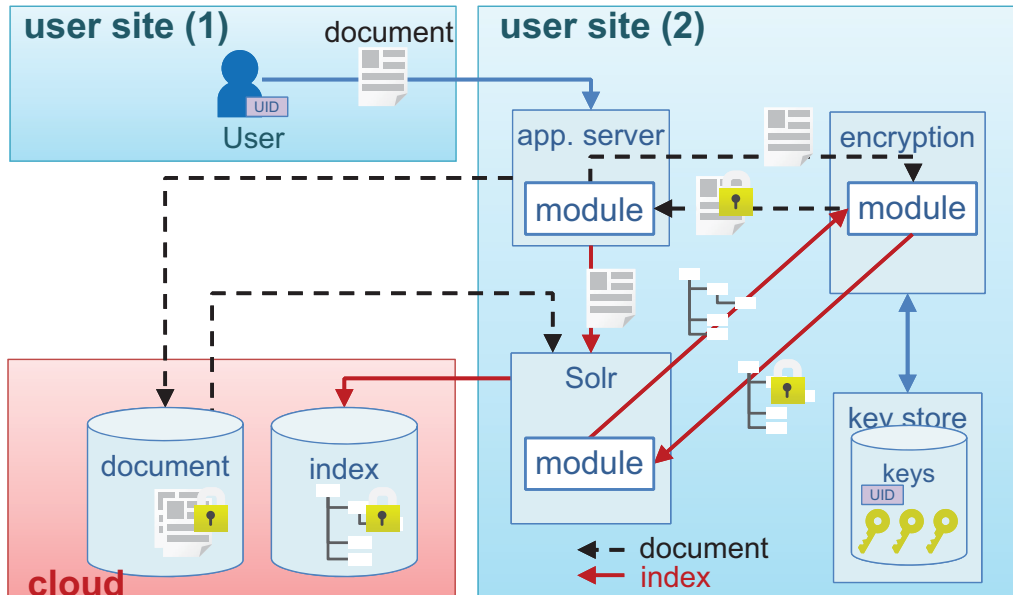 user site (1)
document
UID
User
user site (2)
app. server
module
encryption
module
Solr
module
key store
keys
UID
document
index
cloud
document
index